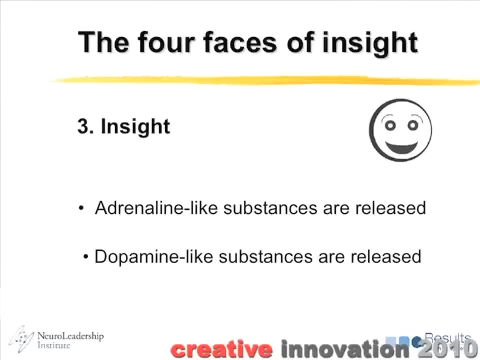 The four faces of insight
3. Insight
• Adrenaline-like substances are released
• Dopamine-like substances are released
NeuroLeadership
Institute
Results
creative innovation 2010